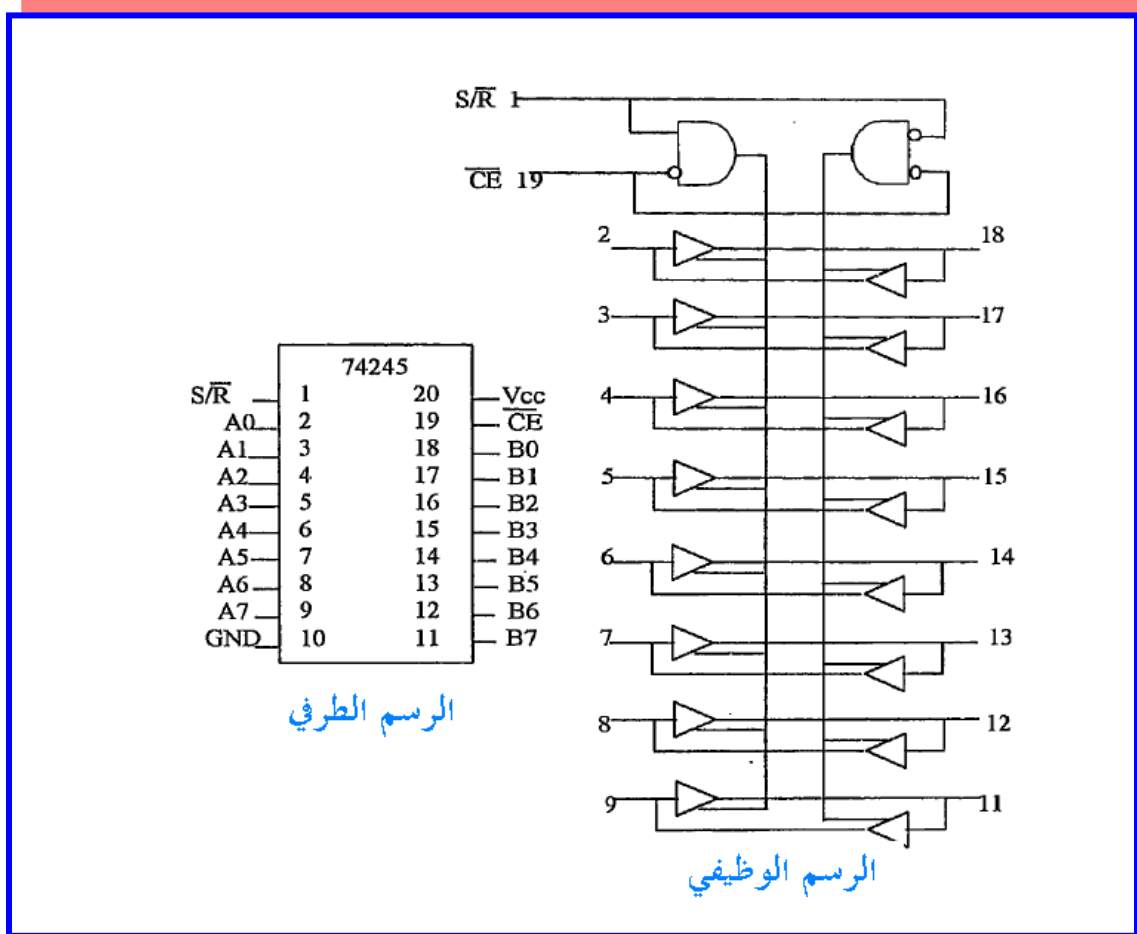 S/R̅ 1
C̅E̅ 19
2 18
3 17
4 16
5 15
6 14
7 13
8 12
9 11
الرسم الوظيفي
74245
S/R̅ 1 20 Vcc
A0 2 19 C̅E̅
A1 3 18 B0
A2 4 17 B1
A3 5 16 B2
A4 6 15 B3
A5 7 14 B4
A6 8 13 B5
A7 9 12 B6
GND 10 11 B7
الرسم الطرفي